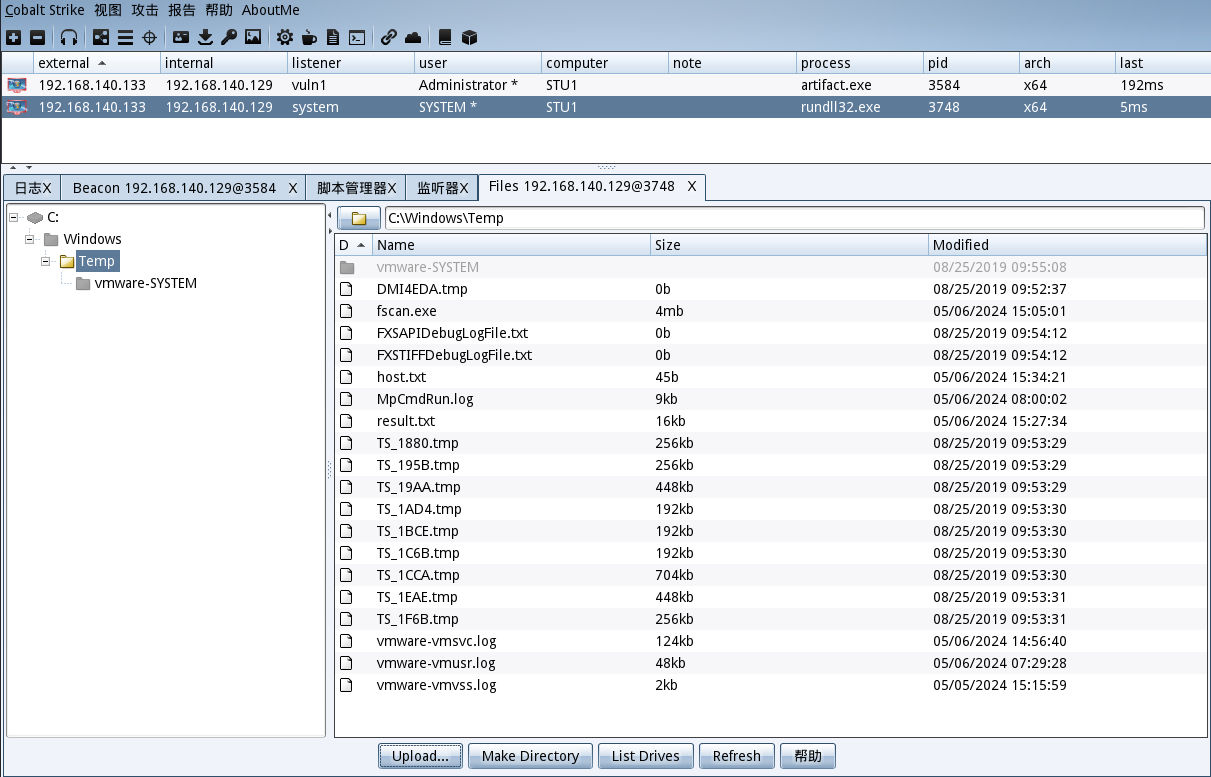 Cobalt Strike 视图 攻击 报告 帮助 AboutMe
external internal listener user computer note process pid arch last
192.168.140.133 192.168.140.129 vuln1 Administrator * STU1 artifact.exe 3584 x64 192ms
192.168.140.133 192.168.140.129 system SYSTEM * STU1 rundll32.exe 3748 x64 5ms
日志X Beacon 192.168.140.129@3584 X 脚本管理器X 监听器X Files 192.168.140.129@3748 X
C:
Windows
Temp
vmware-SYSTEM
C:\Windows\Temp
D Name Size Modified
vmware-SYSTEM 08/25/2019 09:55:08
DMI4EDA.tmp 0b 08/25/2019 09:52:37
fscan.exe 4mb 05/06/2024 15:05:01
FXSAPIDebugLogFile.txt 0b 08/25/2019 09:54:12
FXSTIFFDebugLogFile.txt 0b 08/25/2019 09:54:12
host.txt 45b 05/06/2024 15:34:21
MpCmdRun.log 9kb 05/06/2024 08:00:02
result.txt 16kb 05/06/2024 15:27:34
TS_1880.tmp 256kb 08/25/2019 09:53:29
TS_195B.tmp 256kb 08/25/2019 09:53:29
TS_19AA.tmp 448kb 08/25/2019 09:53:29
TS_1AD4.tmp 192kb 08/25/2019 09:53:30
TS_1BCE.tmp 192kb 08/25/2019 09:53:30
TS_1C6B.tmp 192kb 08/25/2019 09:53:30
TS_1CCA.tmp 704kb 08/25/2019 09:53:30
TS_1EAE.tmp 448kb 08/25/2019 09:53:31
TS_1F6B.tmp 256kb 08/25/2019 09:53:31
vmware-vmsvc.log 124kb 05/06/2024 14:56:40
vmware-vmusr.log 48kb 05/06/2024 07:29:28
vmware-vmvss.log 2kb 05/05/2024 15:15:59
Upload... Make Directory List Drives Refresh 帮助